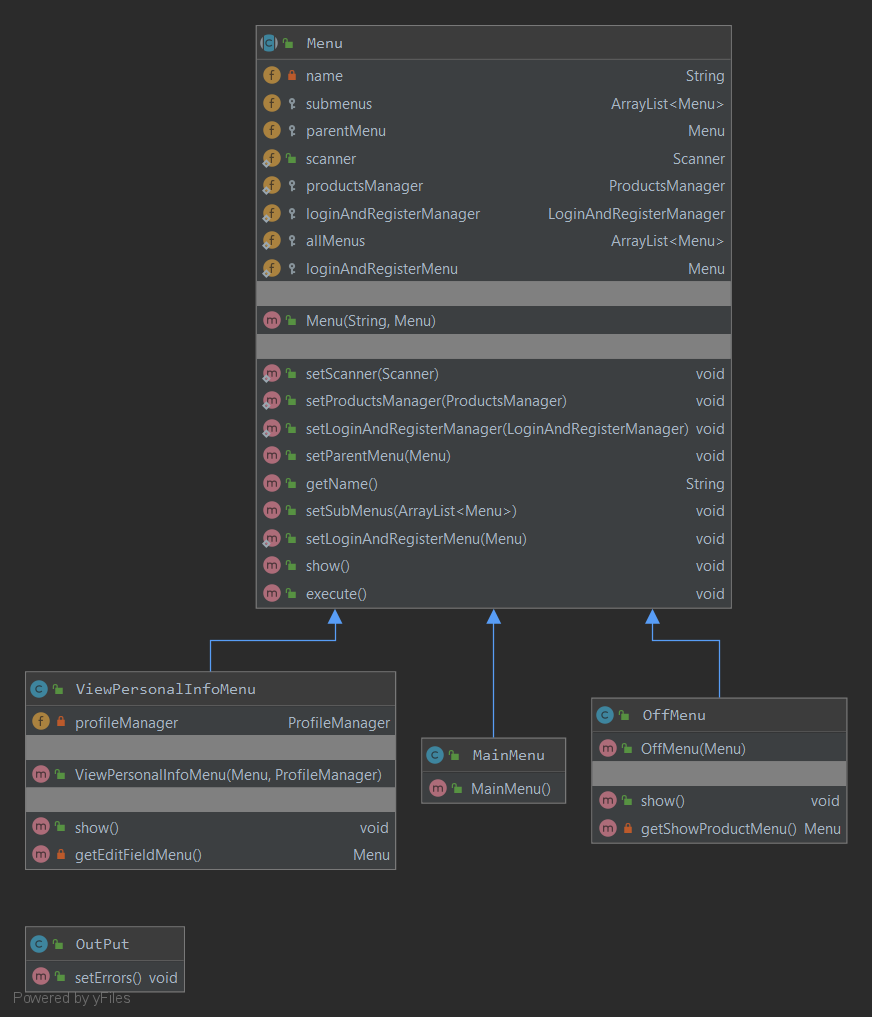 Menu
name String
submenus ArrayList<Menu>
parentMenu Menu
scanner Scanner
productsManager ProductsManager
loginAndRegisterManager LoginAndRegisterManager
allMenus ArrayList<Menu>
loginAndRegisterMenu Menu
Menu(String, Menu)
setScanner(Scanner) void
setProductsManager(ProductsManager) void
setLoginAndRegisterManager(LoginAndRegisterManager) void
setParentMenu(Menu) void
getName() String
setSubMenus(ArrayList<Menu>) void
setLoginAndRegisterMenu(Menu) void
show() void
execute() void
ViewPersonalInfoMenu
profileManager ProfileManager
ViewPersonalInfoMenu(Menu, ProfileManager)
show() void
getEditFieldMenu() Menu
MainMenu
MainMenu()
OffMenu
OffMenu(Menu)
show() void
getShowProductMenu() Menu
OutPut
setErrors() void
Powered by yFiles